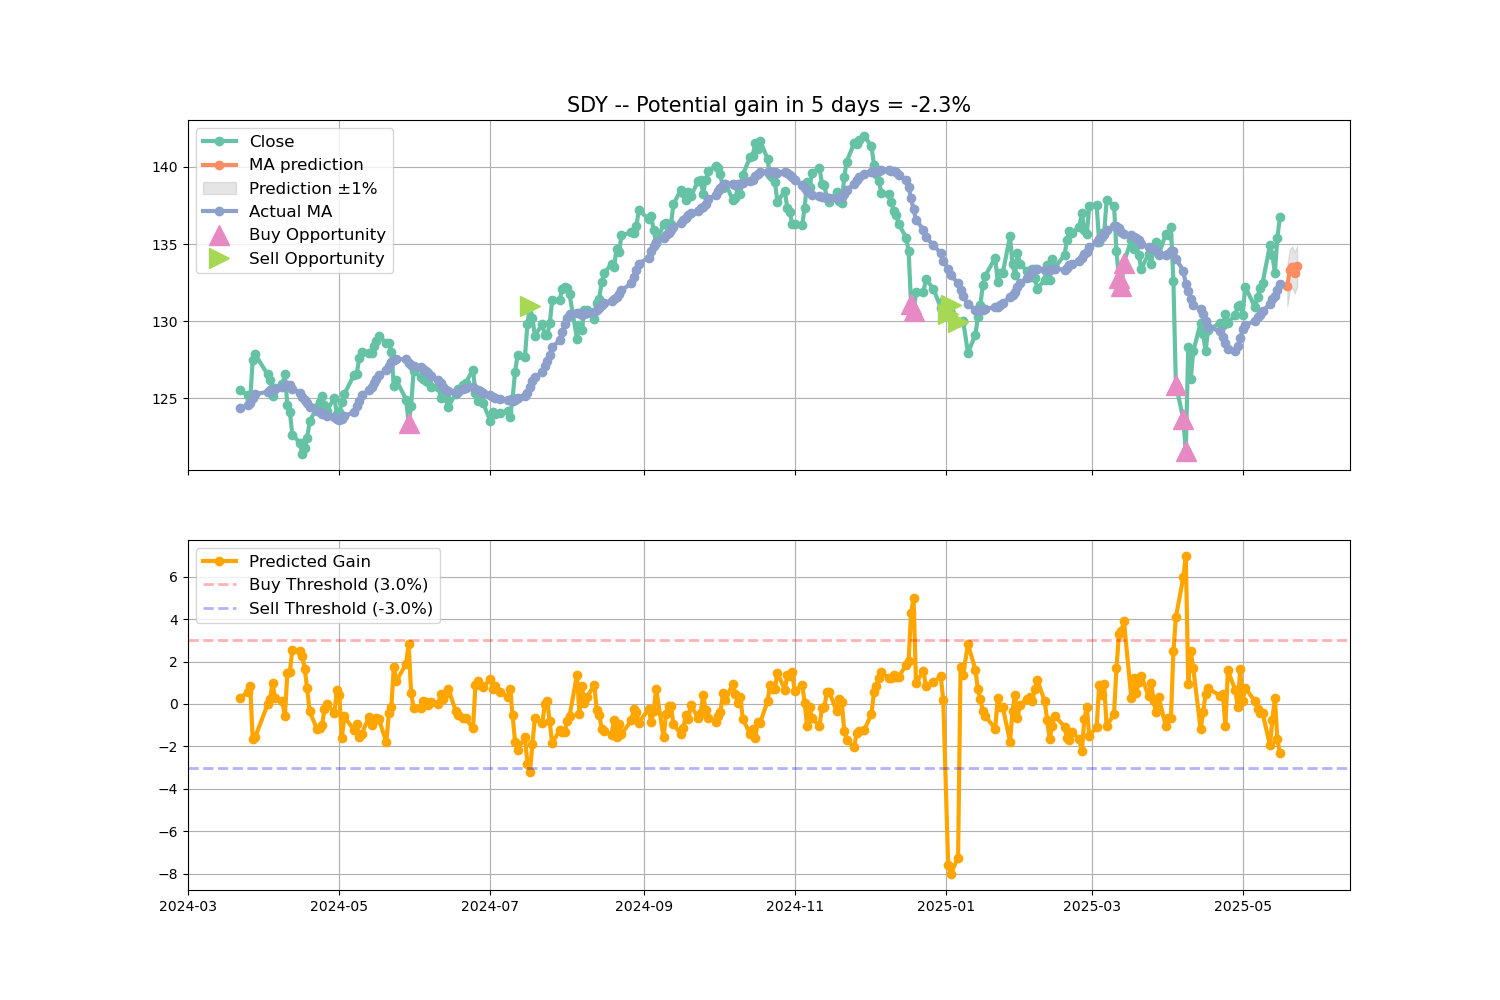 SDY -- Potential gain in 5 days = -2.3%
Close
MA prediction
Prediction ±1%
Actual MA
Buy Opportunity
Sell Opportunity
140
135
130
125
Predicted Gain
Buy Threshold (3.0%)
Sell Threshold (-3.0%)
6
4
2
0
−2
−4
−6
−8
2024-03 2024-05 2024-07 2024-09 2024-11 2025-01 2025-03 2025-05